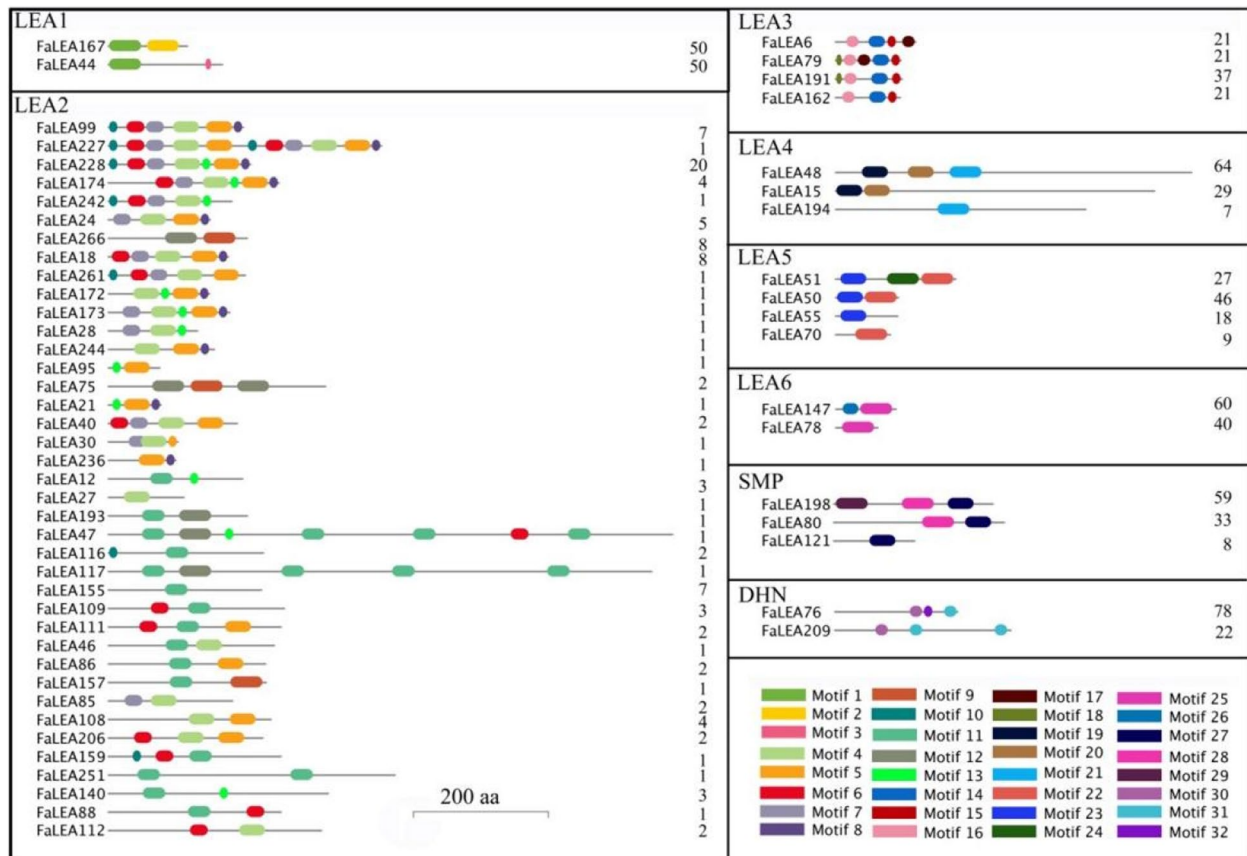 LEA1
FaLEA167 50
FaLEA44 50
LEA2
FaLEA99 7
FaLEA227 1
FaLEA228 20
FaLEA174 4
FaLEA242 1
FaLEA24 5
FaLEA266 8
FaLEA18 8
FaLEA261 1
FaLEA172 1
FaLEA173 1
FaLEA28 1
FaLEA244 1
FaLEA95 1
FaLEA75 2
FaLEA21 1
FaLEA40 2
FaLEA30 1
FaLEA236 1
FaLEA12 3
FaLEA27 1
FaLEA193 1
FaLEA47 1
FaLEA116 2
FaLEA117 1
FaLEA155 7
FaLEA109 3
FaLEA111 2
FaLEA46 1
FaLEA86 2
FaLEA157 1
FaLEA85 2
FaLEA108 4
FaLEA206 2
FaLEA159 1
FaLEA251 1
FaLEA140 3
FaLEA88 1
FaLEA112 2
200 aa
LEA3
FaLEA6 21
FaLEA79 21
FaLEA191 37
FaLEA162 21
LEA4
FaLEA48 64
FaLEA15 29
FaLEA194 7
LEA5
FaLEA51 27
FaLEA50 46
FaLEA55 18
FaLEA70 9
LEA6
FaLEA147 60
FaLEA78 40
SMP
FaLEA198 59
FaLEA80 33
FaLEA121 8
DHN
FaLEA76 78
FaLEA209 22
Motif 1
Motif 2
Motif 3
Motif 4
Motif 5
Motif 6
Motif 7
Motif 8
Motif 9
Motif 10
Motif 11
Motif 12
Motif 13
Motif 14
Motif 15
Motif 16
Motif 17
Motif 18
Motif 19
Motif 20
Motif 21
Motif 22
Motif 23
Motif 24
Motif 25
Motif 26
Motif 27
Motif 28
Motif 29
Motif 30
Motif 31
Motif 32